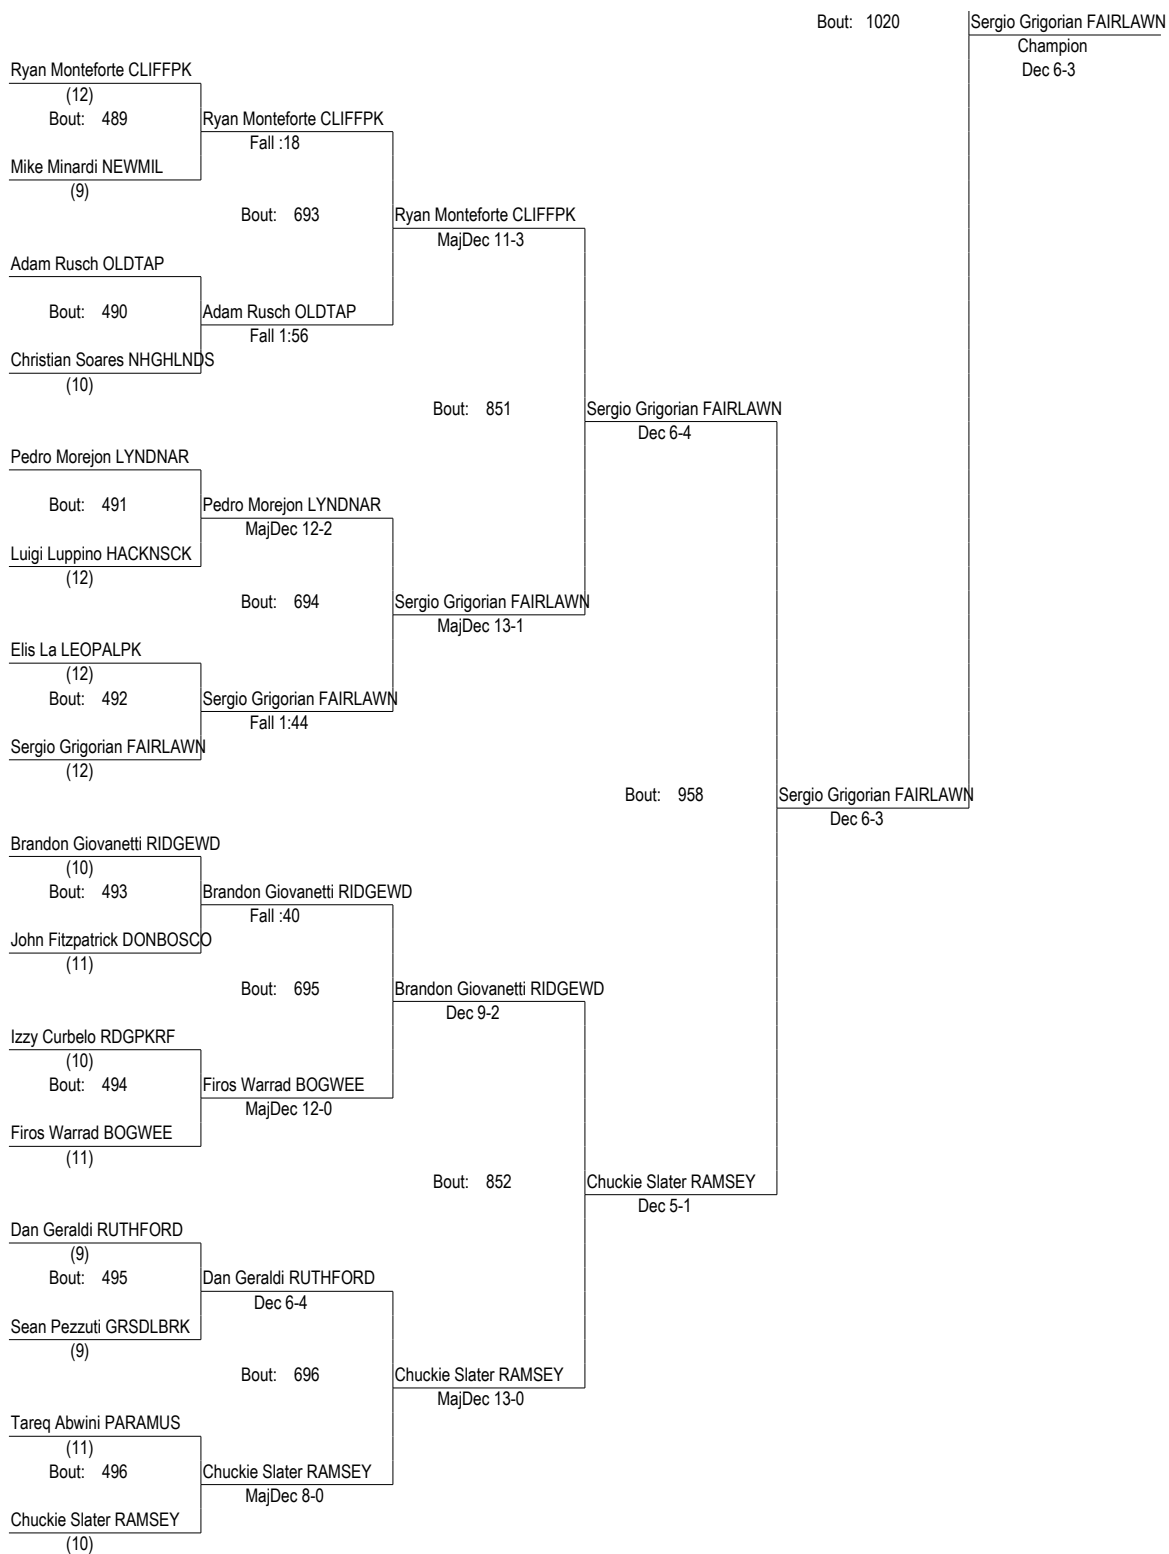 Bout: 1020 Sergio Grigorian FAIRLAWN
Champion
Ryan Monteforte CLIFFPK Dec 6-3
(12)
Bout: 489 Ryan Monteforte CLIFFPK
Fall :18
Mike Minardi NEWMIL
(9)
Bout: 693 Ryan Monteforte CLIFFPK
MajDec 11-3
Adam Rusch OLDTAP
Bout: 490 Adam Rusch OLDTAP
Fall 1:56
Christian Soares NHGHLNDS
(10)
Bout: 851 Sergio Grigorian FAIRLAWN
Dec 6-4
Pedro Morejon LYNDNAR
Bout: 491 Pedro Morejon LYNDNAR
MajDec 12-2
Luigi Luppino HACKNSCK
(12)
Bout: 694 Sergio Grigorian FAIRLAWN
MajDec 13-1
Elis La LEOPALPK
(12)
Bout: 492 Sergio Grigorian FAIRLAWN
Fall 1:44
Sergio Grigorian FAIRLAWN
(12)
Bout: 958 Sergio Grigorian FAIRLAWN
Dec 6-3
Brandon Giovanetti RIDGEWD
(10)
Bout: 493 Brandon Giovanetti RIDGEWD
Fall :40
John Fitzpatrick DONBOSCO
(11)
Bout: 695 Brandon Giovanetti RIDGEWD
Dec 9-2
Izzy Curbelo RDGPKRF
(10)
Bout: 494 Firos Warrad BOGWEE
MajDec 12-0
Firos Warrad BOGWEE
(11)
Bout: 852 Chuckie Slater RAMSEY
Dec 5-1
Dan Geraldi RUTHFORD
(9)
Bout: 495 Dan Geraldi RUTHFORD
Dec 6-4
Sean Pezzuti GRSDLBRK
(9)
Bout: 696 Chuckie Slater RAMSEY
MajDec 13-0
Tareq Abwini PARAMUS
(11)
Bout: 496 Chuckie Slater RAMSEY
MajDec 8-0
Chuckie Slater RAMSEY
(10)